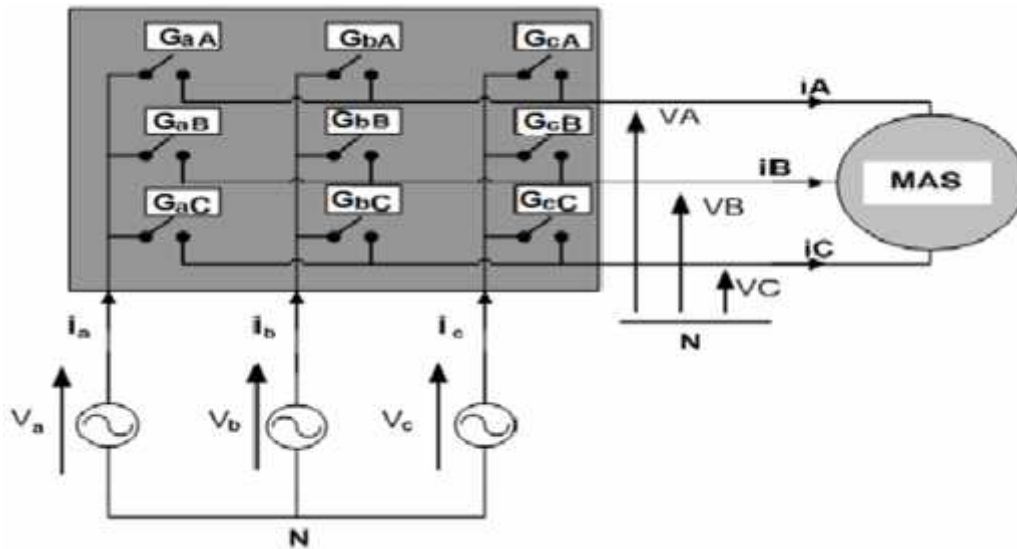 GaA GbA GcA
iA
VA
GaB GbB GcB
iB MAS
GaC GbC GcC
VB
iC
VC
ia ib ic
N
Va Vb Vc
N